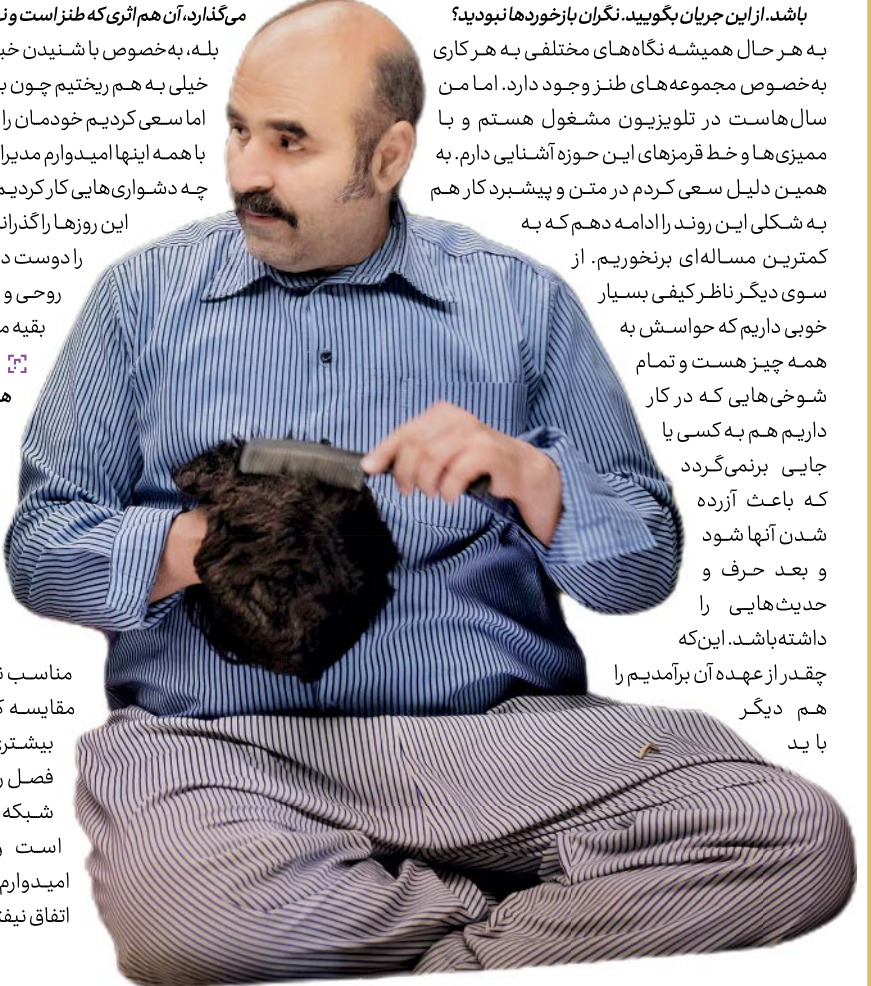 باشد. از این جریان بگویید. نگران بازخوردها نبودید؟
به هر حال همیشه نگاه‌های مختلفی به هر کاری
به‌خصوص مجموعه‌های طنز وجود دارد. اما من
سال‌هاست در تلویزیون مشغول هستم و با
ممیزی‌ها و خط قرمزهای این حوزه آشنایی دارم. به
همین دلیل سعی کردم در متن و پیشبرد کار هم
به شکلی این روند را ادامه دهم که به
کمترین مساله‌ای برنخوریم. از
سوی دیگر ناظر کیفی بسیار
خوبی داریم که حواسش به
همه چیز هست و تمام
شوخی‌هایی که در کار
داریم هم به کسی یا
جایی برنمی‌گردد
که باعث آزرده
شدن آنها شود
و بعد حرف و
حدیث‌هایی را
داشته‌باشد. این‌که
چقدر از عهده آن برآمدیم را
هم دیگر
با ید
می‌گذارد، آن هم اثری که طنز است و
بله، به‌خصوص با شنیدن
خیلی به هم ریختیم چون
اما سعی کردیم خودمان را
با همه اینها امیدوارم
چه دشواری‌هایی کار کردیم
این روزها را
را دوست
روحی و
بقیه
مناسب
مقایسه
بیشتری
فصل
شبکه
است
امیدوارم
اتفاق